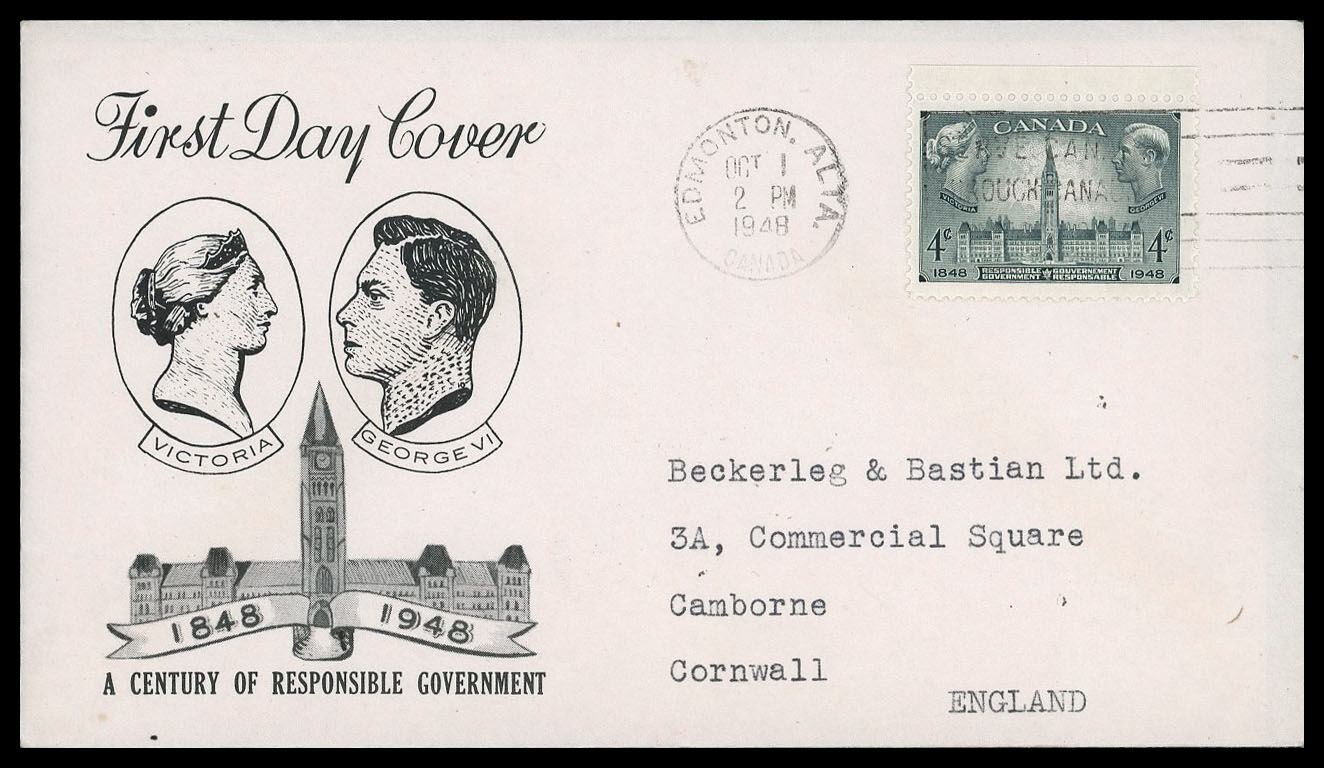 First Day Cover
VICTORIA
GEORGE VI
1848 1948
A CENTURY OF RESPONSIBLE GOVERNMENT
EDMONTON, ALTA.
OCT 1
2 PM
1948
CANADA
CANADA
VICTORIA
GEORGE VI
4¢ 4¢
1848 RESPONSIBLE GOUVERNEMENT 1948
GOVERNMENT RESPONSABLE
Beckerleg & Bastian Ltd.
3A, Commercial Square
Camborne
Cornwall
ENGLAND